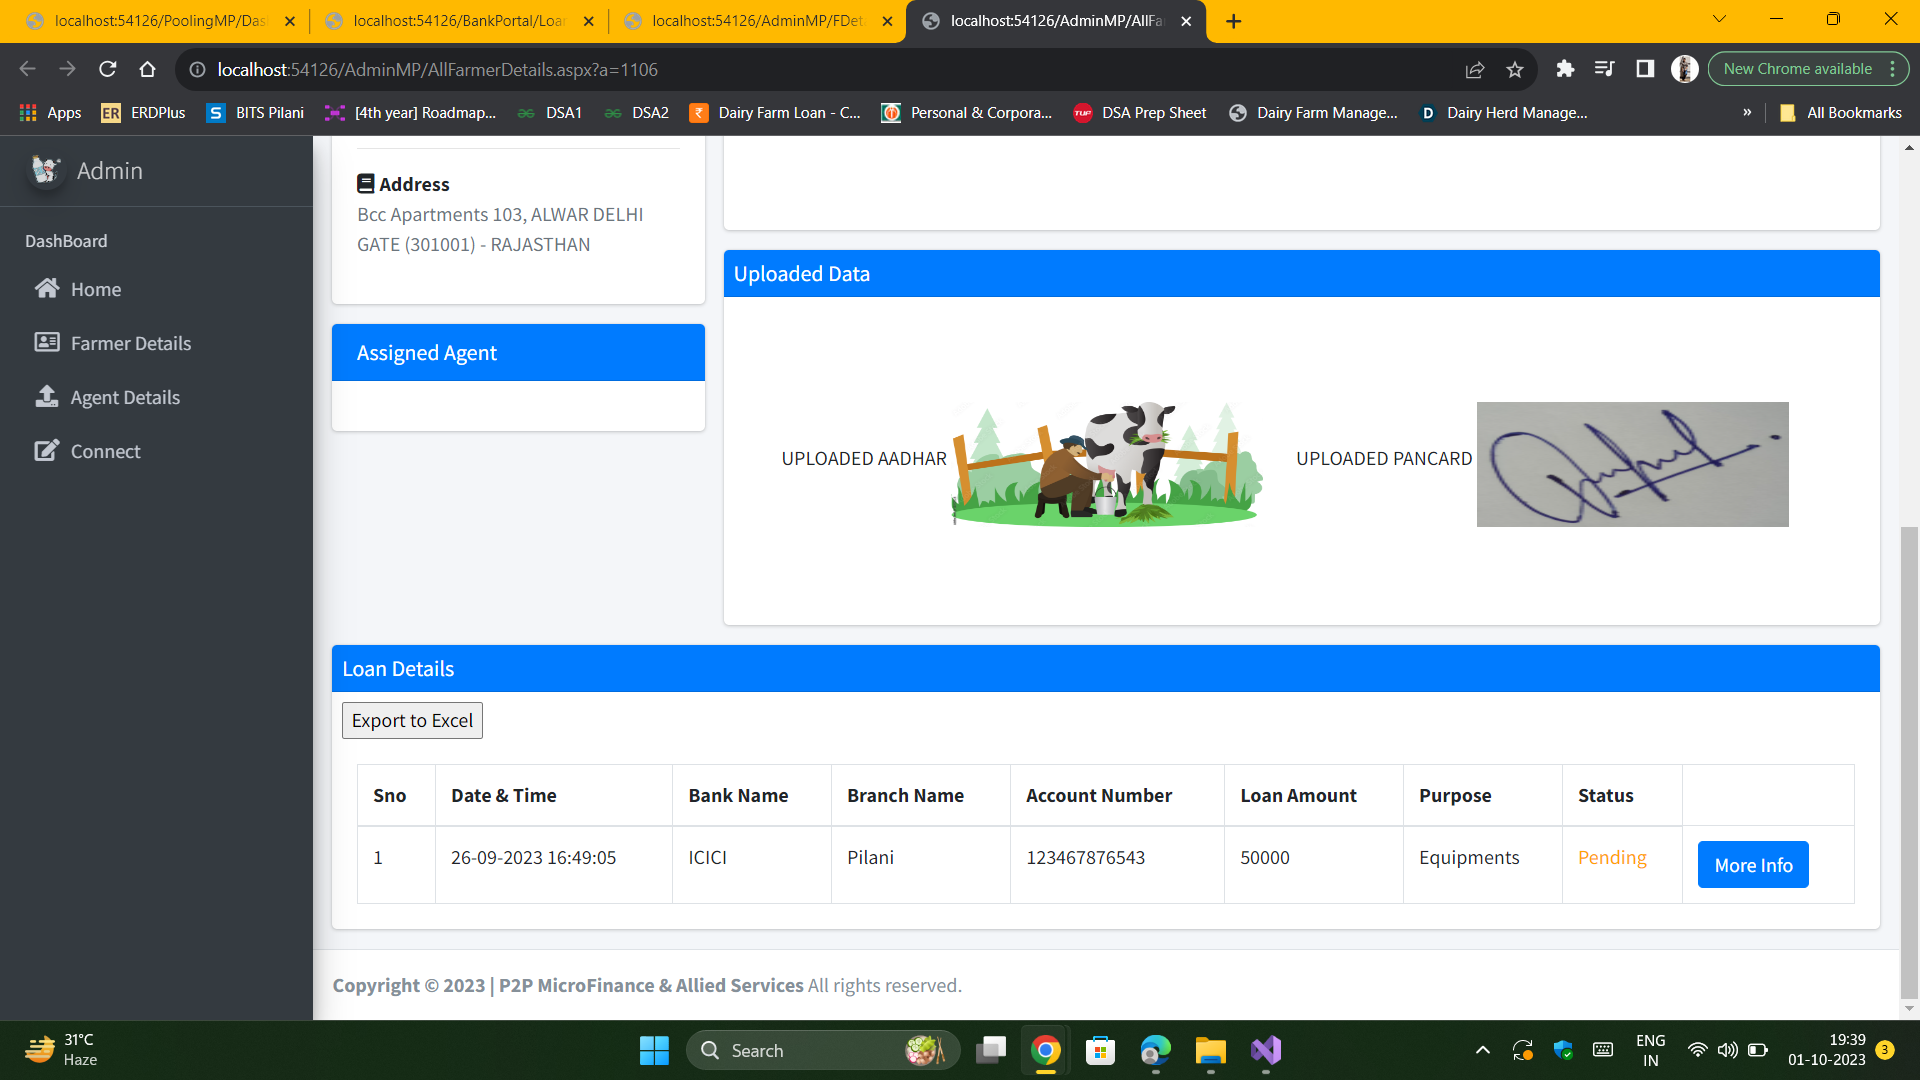 localhost:54126/PoolingMP/Das
localhost:54126/BankPortal/Loan
localhost:54126/AdminMP/FDet
localhost:54126/AdminMP/AllFa
localhost:54126/AdminMP/AllFarmerDetails.aspx?a=1106
New Chrome available
Apps
ER ERDPlus
S BITS Pilani
[4th year] Roadmap...
DSA1
DSA2
₹ Dairy Farm Loan - C...
Personal & Corpora...
TUF DSA Prep Sheet
Dairy Farm Manage...
D Dairy Herd Manage...
»
All Bookmarks
Admin
DashBoard
Home
Farmer Details
Agent Details
Connect
Address
Bcc Apartments 103, ALWAR DELHI
GATE (301001) - RAJASTHAN
Assigned Agent
Uploaded Data
UPLOADED AADHAR
UPLOADED PANCARD
Loan Details
Export to Excel
Sno Date & Time Bank Name Branch Name Account Number Loan Amount Purpose Status
1 26-09-2023 16:49:05 ICICI Pilani 123467876543 50000 Equipments Pending More Info
Copyright © 2023 | P2P MicroFinance & Allied Services All rights reserved.
31°C
Haze
Search
ENG
IN
19:39
01-10-2023
3